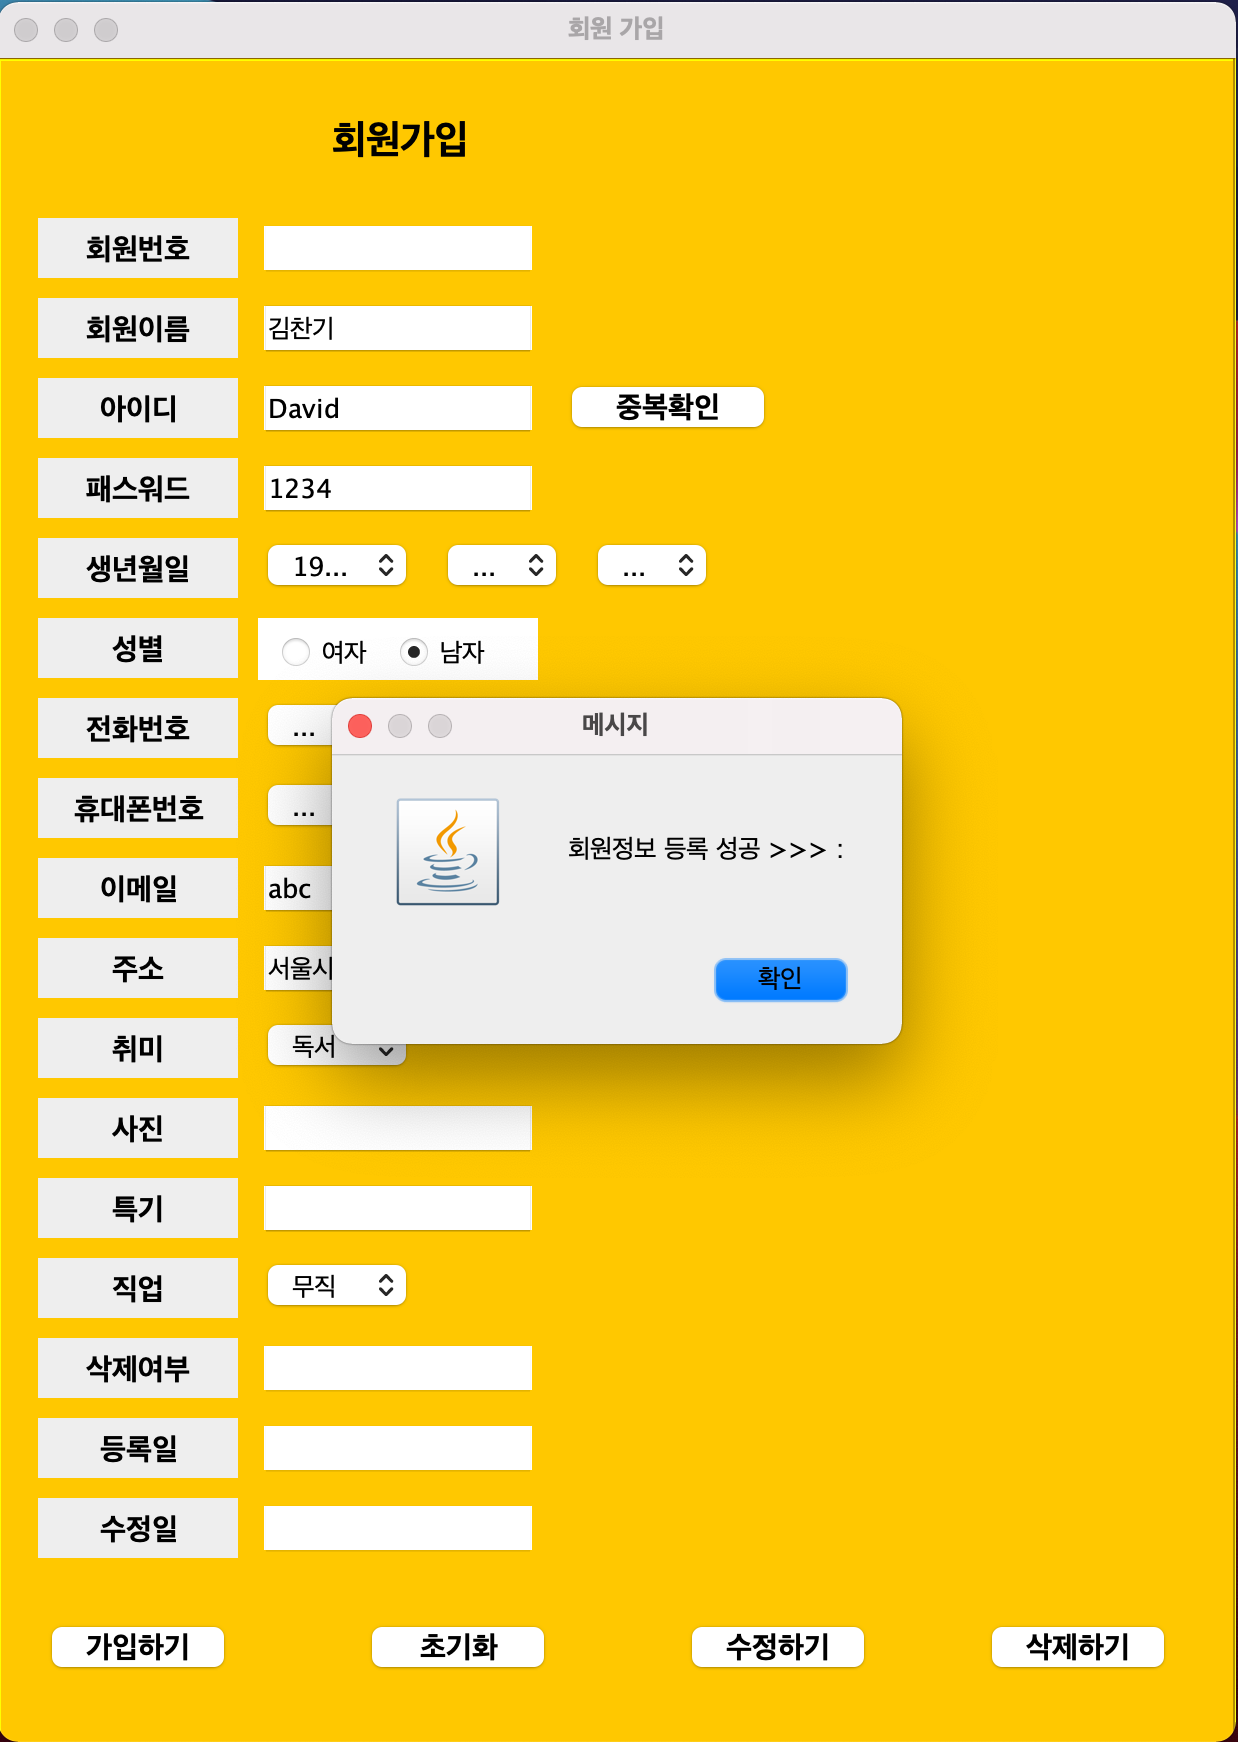 회원 가입
회원가입
회원번호
회원이름 김찬기
아이디 David 중복확인
패스워드 1234
생년월일 19... ... ...
성별 여자 남자
전화번호 ...
메시지
휴대폰번호 ...
회원정보 등록 성공 >>> :
이메일 abc
주소 서울시
확인
취미 독서
사진
특기
직업 무직
삭제여부
등록일
수정일
가입하기 초기화 수정하기 삭제하기